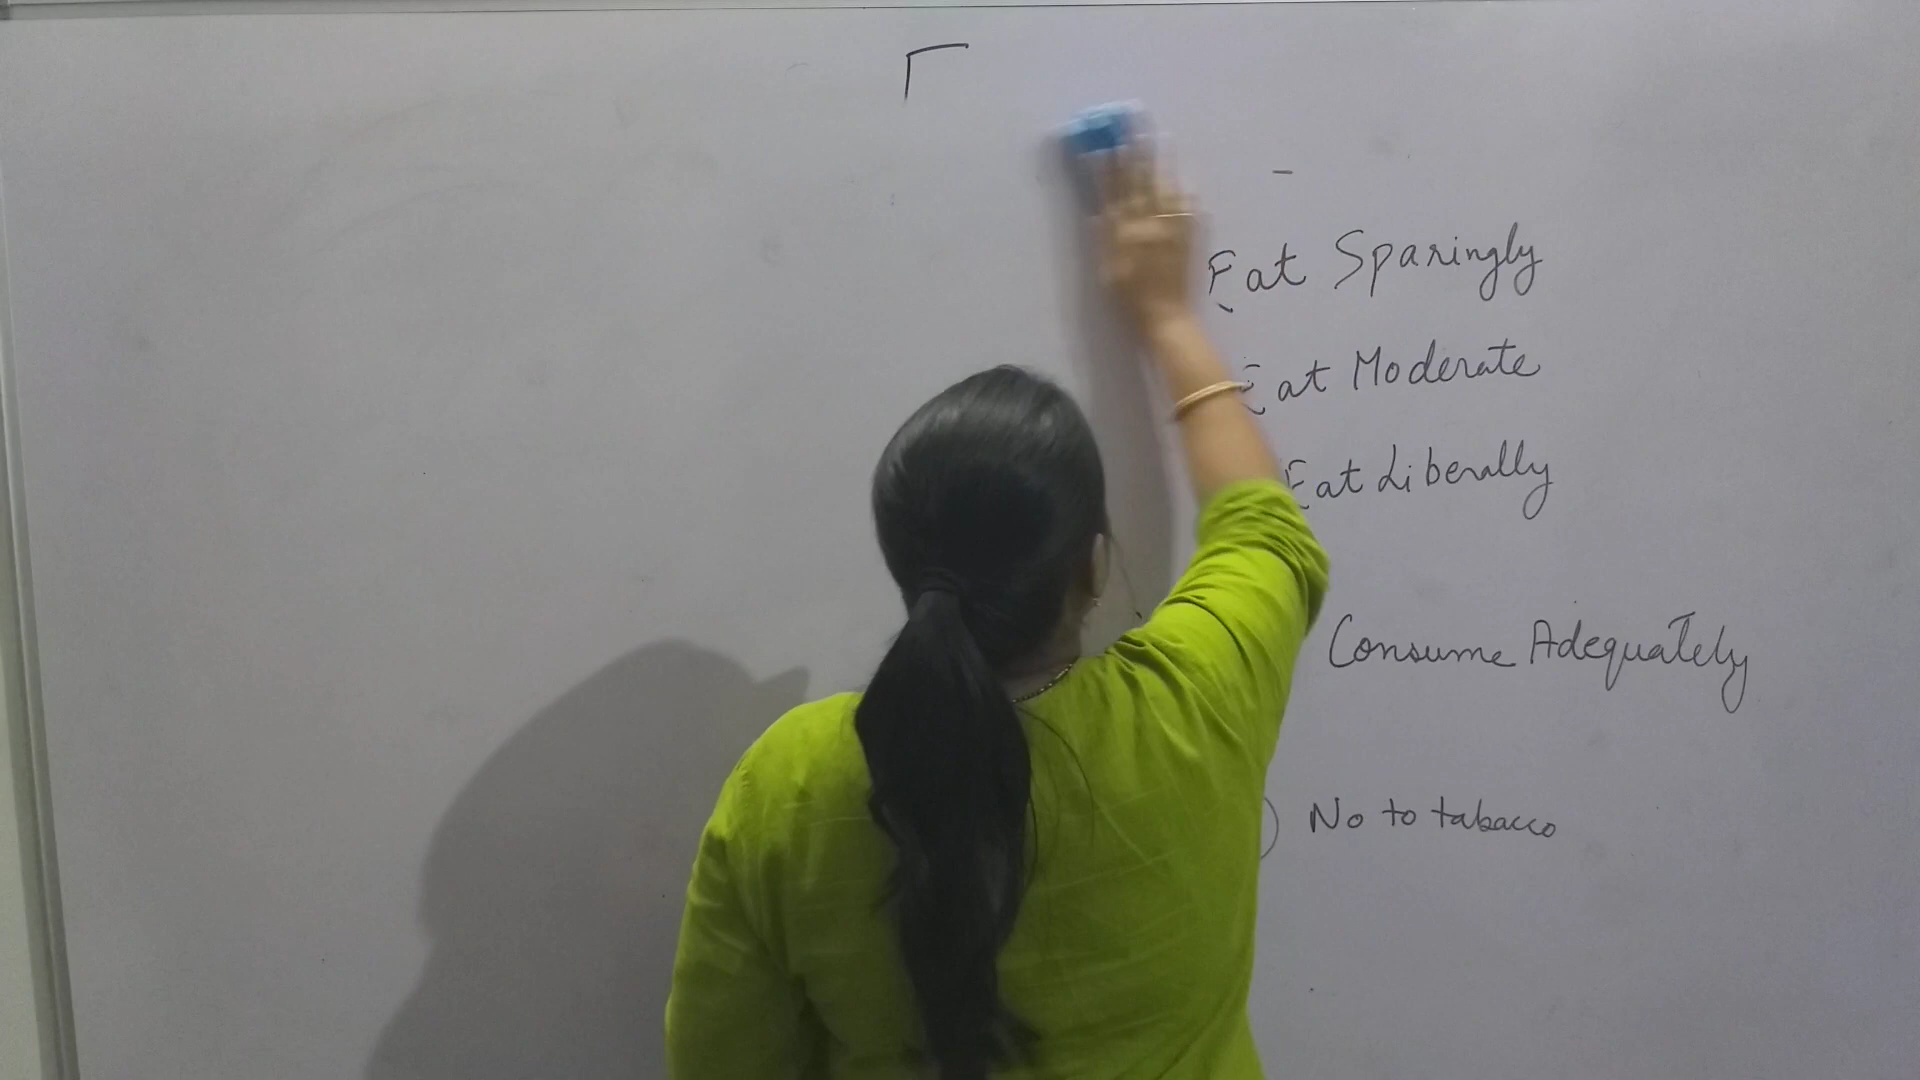 Eat Sparingly
Eat Moderate
Eat Liberally
Consume Adequately
) No to tabacco